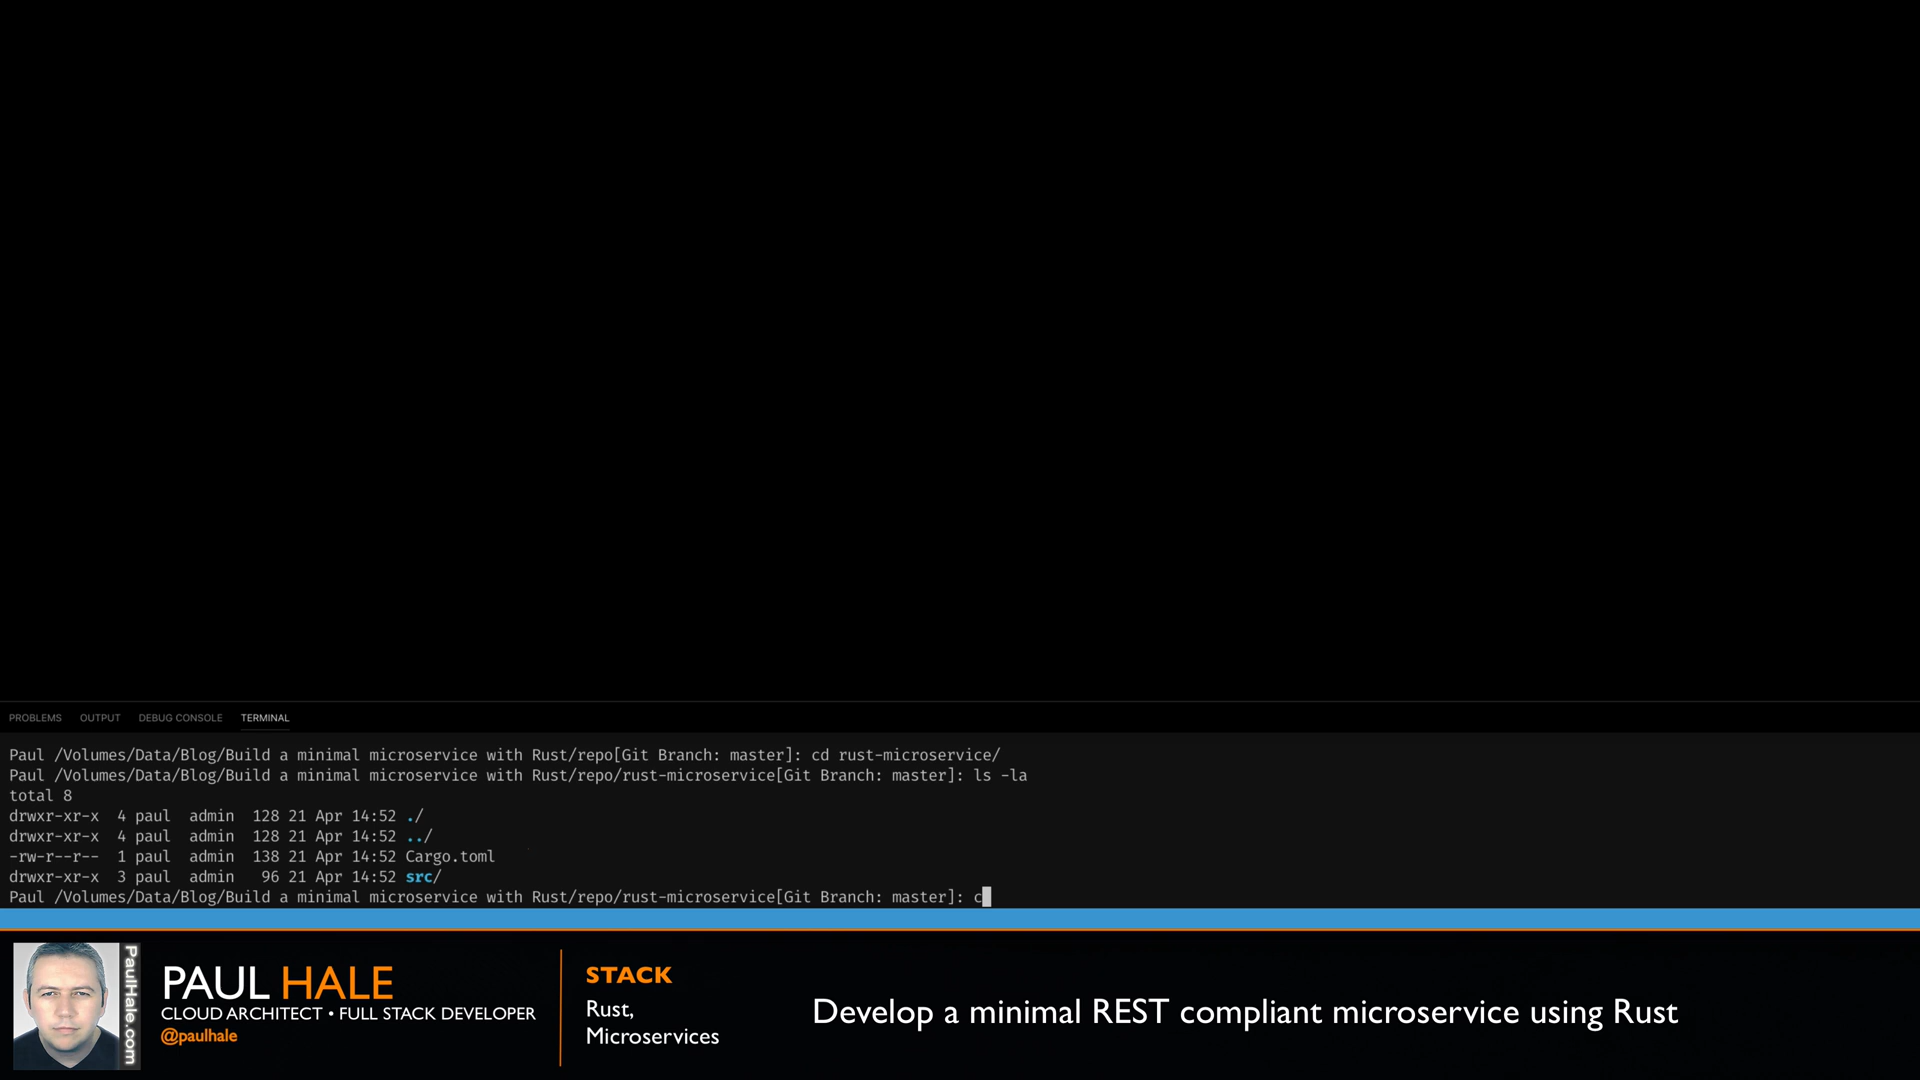 PROBLEMS OUTPUT DEBUG CONSOLE TERMINAL
Paul /Volumes/Data/Blog/Build a minimal microservice with Rust/repo[Git Branch: master]: cd rust-microservice/
Paul /Volumes/Data/Blog/Build a minimal microservice with Rust/repo/rust-microservice[Git Branch: master]: ls -la
total 8
drwxr-xr-x  4 paul  admin  128 21 Apr 14:52 ./
drwxr-xr-x  4 paul  admin  128 21 Apr 14:52 ../
-rw-r--r--  1 paul  admin  138 21 Apr 14:52 Cargo.toml
drwxr-xr-x  3 paul  admin   96 21 Apr 14:52 src/
Paul /Volumes/Data/Blog/Build a minimal microservice with Rust/repo/rust-microservice[Git Branch: master]: c
PaulHale.com
PAUL HALE
CLOUD ARCHITECT • FULL STACK DEVELOPER
@paulhale
STACK
Rust,
Microservices
Develop a minimal REST compliant microservice using Rust